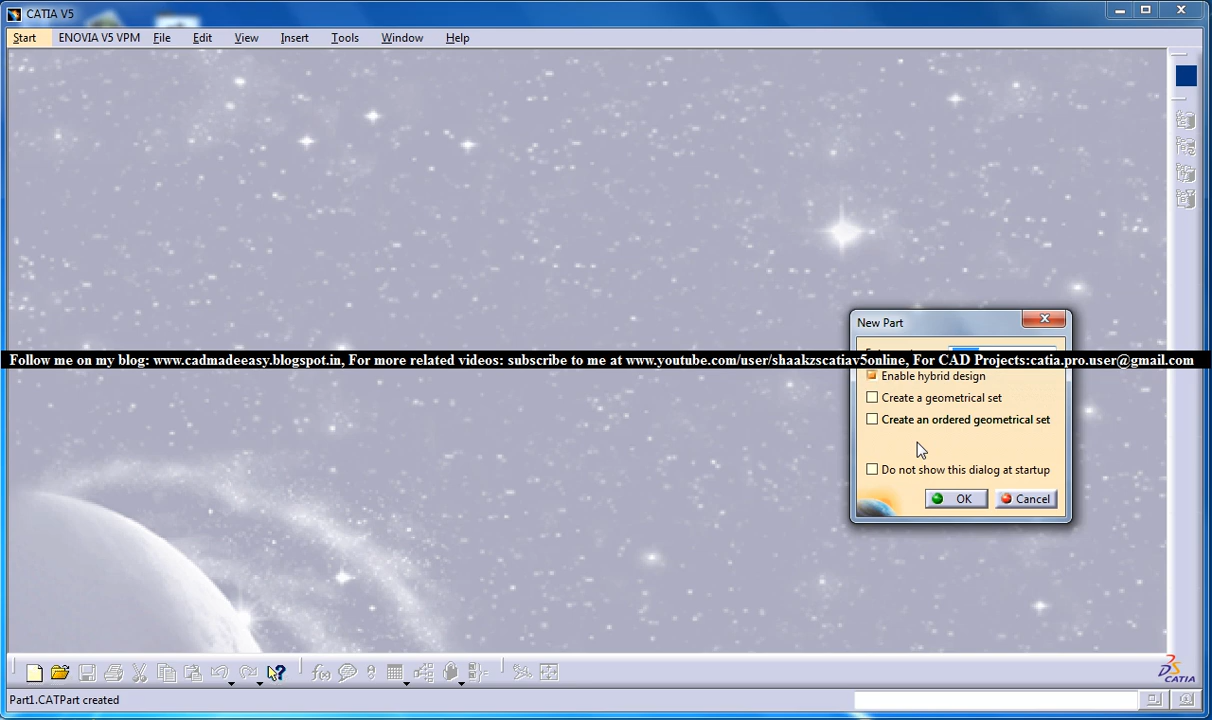 CATIA V5
Start ENOVIA V5 VPM File Edit View Insert Tools Window Help
New Part
Follow me on my blog: www.cadmadeeasy.blogspot.in, For more related videos: subscribe to me at www.youtube.com/user/shaakzscatiav5online, For CAD Projects:catia.pro.user@gmail.com
Enable hybrid design
Create a geometrical set
Create an ordered geometrical set
Do not show this dialog at startup
OK Cancel
f(x)
CATIA
Part1.CATPart created